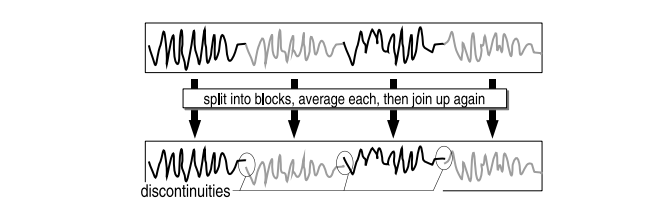 split into blocks, average each, then join up again
discontinuities